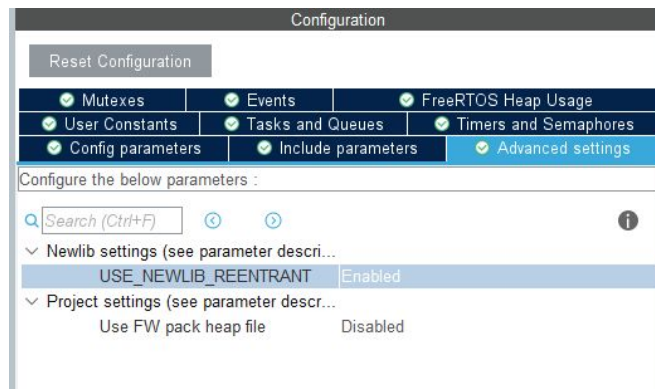 Configuration
Reset Configuration
Mutexes Events FreeRTOS Heap Usage
User Constants Tasks and Queues Timers and Semaphores
Config parameters Include parameters Advanced settings
Configure the below parameters :
Search (Ctrl+F)
Newlib settings (see parameter descri...
USE_NEWLIB_REENTRANT Enabled
Project settings (see parameter descr...
Use FW pack heap file Disabled